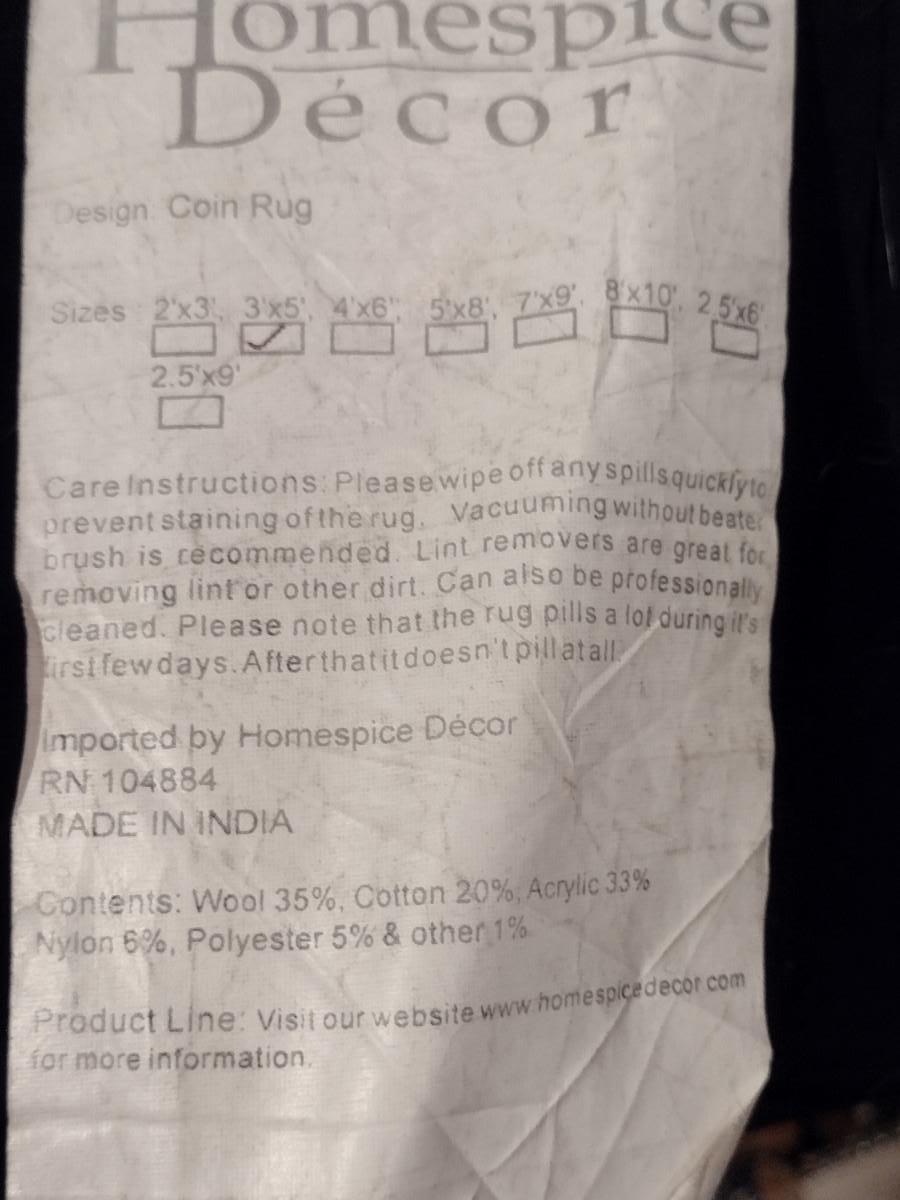 Homespice
Décor
Design: Coin Rug
Sizes : 2'x3', 3'x5', 4'x6', 5'x8', 7'x9', 8'x10', 2.5'x6'
2.5'x9'
Care Instructions: Please wipe off any spills quickly to
prevent staining of the rug. Vacuuming without beater
brush is recommended. Lint removers are great for
removing lint or other dirt. Can also be professionally
cleaned. Please note that the rug pills a lot during it's
first few days. After that it doesn't pill at all.
Imported by Homespice Décor
RN 104884
MADE IN INDIA
Contents: Wool 35%, Cotton 20%, Acrylic 33%
Nylon 6%, Polyester 5% & other 1%
Product Line: Visit our website www.homespicedecor.com
for more information.